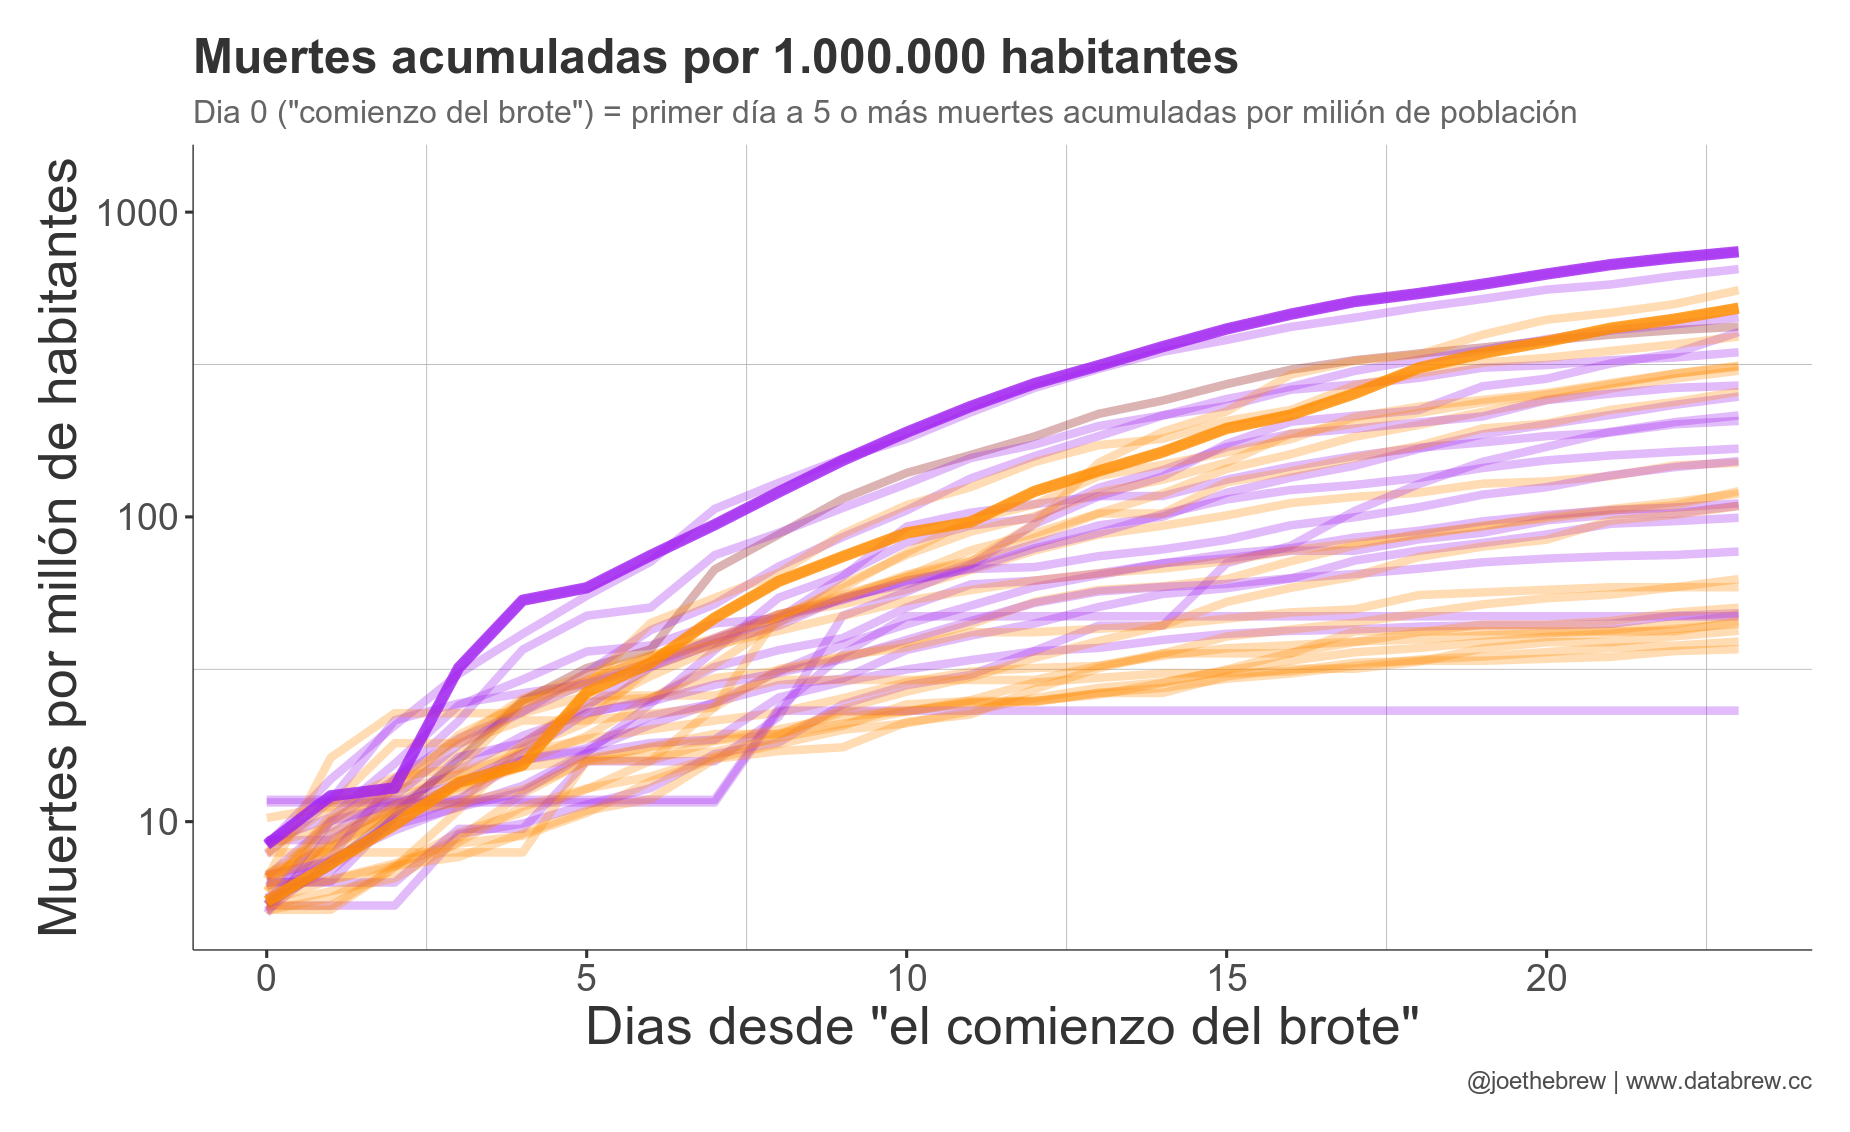 Muertes acumuladas por 1.000.000 habitantes
Dia 0 ("comienzo del brote") = primer día a 5 o más muertes acumuladas por milión de población
Muertes por millón de habitantes
1000
100
10
0 5 10 15 20
Dias desde "el comienzo del brote"
@joethebrew | www.databrew.cc